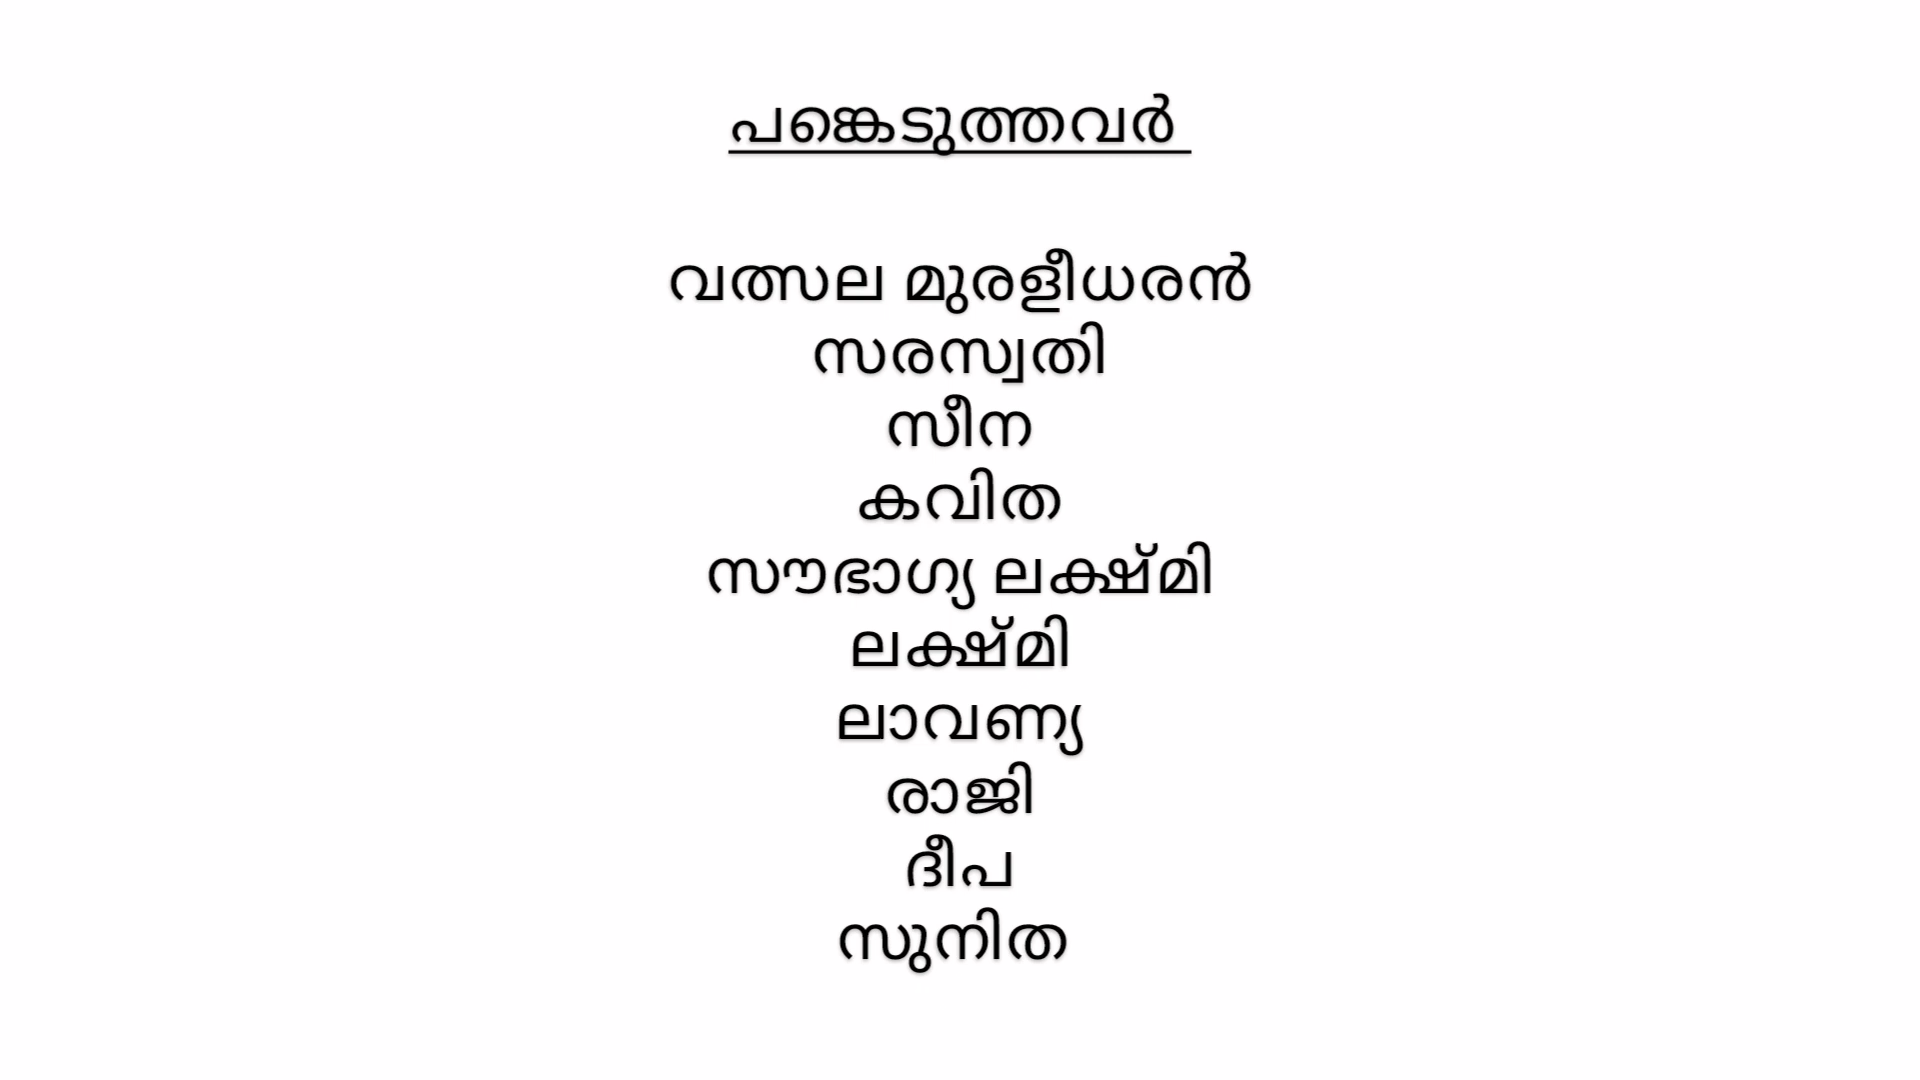 പങ്കെടുത്തവർ
വത്സല മുരളീധരൻ
സരസ്വതി
സീന
കവിത
സൗഭാഗ്യ ലക്ഷ്മി
ലക്ഷ്മി
ലാവണ്യ
രാജി
ദീപ
സുനിത